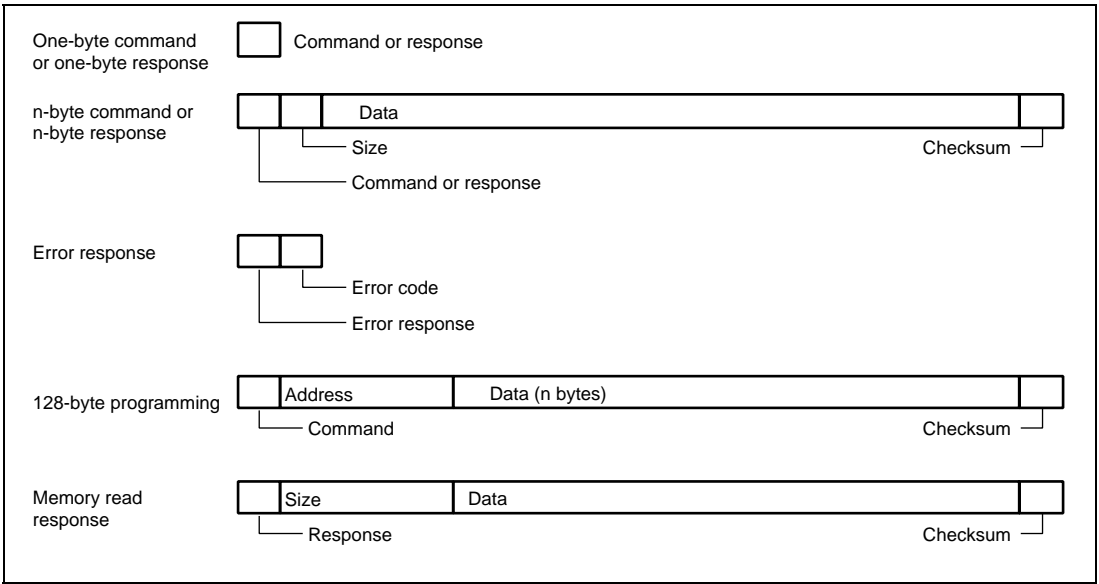 One-byte command
or one-byte response
Command or response
n-byte command or
n-byte response
Data
Size
Checksum
Command or response
Error response
Error code
Error response
128-byte programming
Address
Data (n bytes)
Command
Checksum
Memory read
response
Size
Data
Response
Checksum